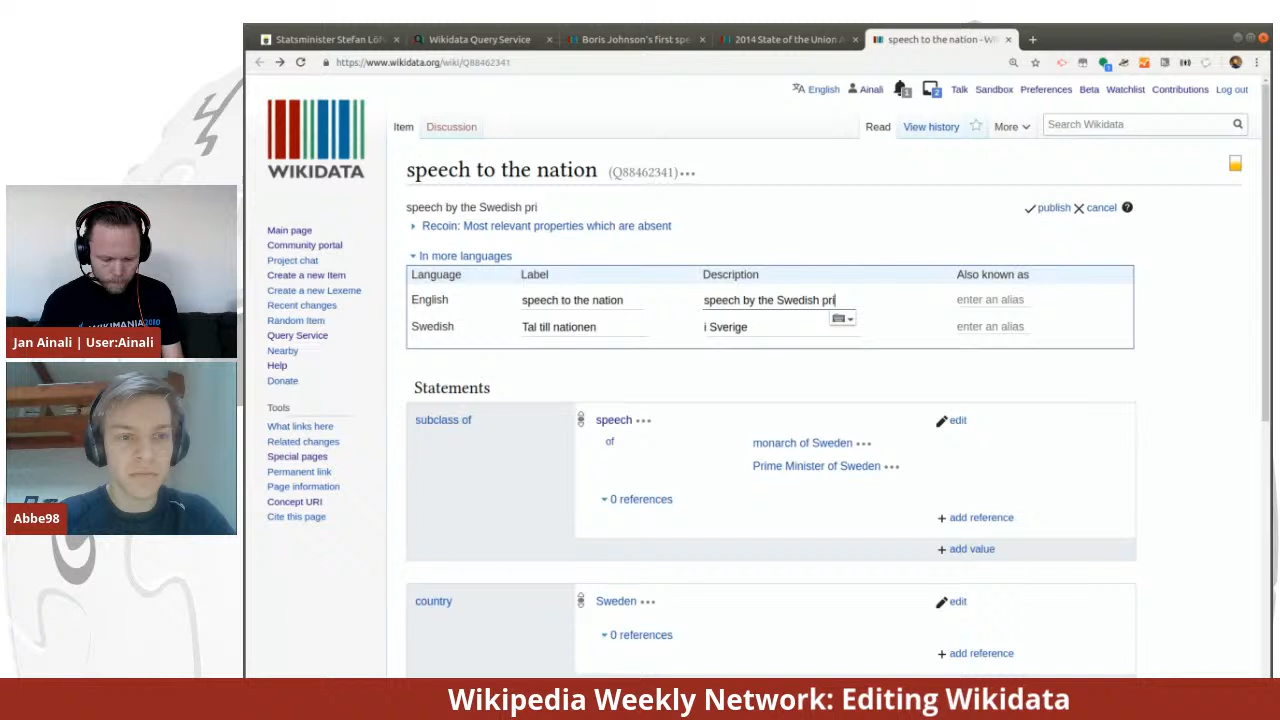 Statsminister Stefan Löf
Wikidata Query Service
Boris Johnson's first spe
2014 State of the Union A
speech to the nation - Wi
https://www.wikidata.org/wiki/Q88462341
English
Ainali
1
2
Talk
Sandbox
Preferences
Beta
Watchlist
Contributions
Log out
WIKIDATA
Item
Discussion
Read
View history
More
Search Wikidata
speech to the nation (Q88462341)
speech by the Swedish pri
publish
cancel
Recoin: Most relevant properties which are absent
In more languages
Language Label Description Also known as
English speech to the nation speech by the Swedish pri enter an alias
Swedish Tal till nationen i Sverige enter an alias
Main page
Community portal
Project chat
Create a new Item
Create a new Lexeme
Recent changes
Random Item
Query Service
Nearby
Help
Donate
Tools
What links here
Related changes
Special pages
Permanent link
Page information
Concept URI
Cite this page
Statements
subclass of
speech
edit
of
monarch of Sweden
Prime Minister of Sweden
0 references
+ add reference
+ add value
country
Sweden
edit
0 references
+ add reference
WIKIMANIA2010
Jan Ainali | User:Ainali
Abbe98
Wikipedia Weekly Network: Editing Wikidata